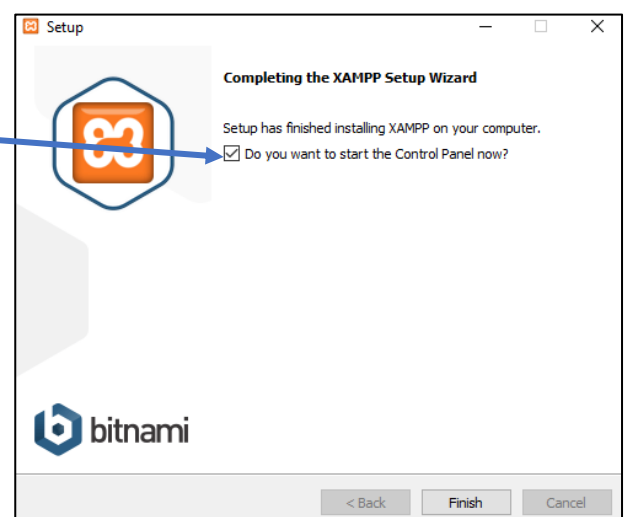 Setup
Completing the XAMPP Setup Wizard
Setup has finished installing XAMPP on your computer.
Do you want to start the Control Panel now?
bitnami
< Back
Finish
Cancel